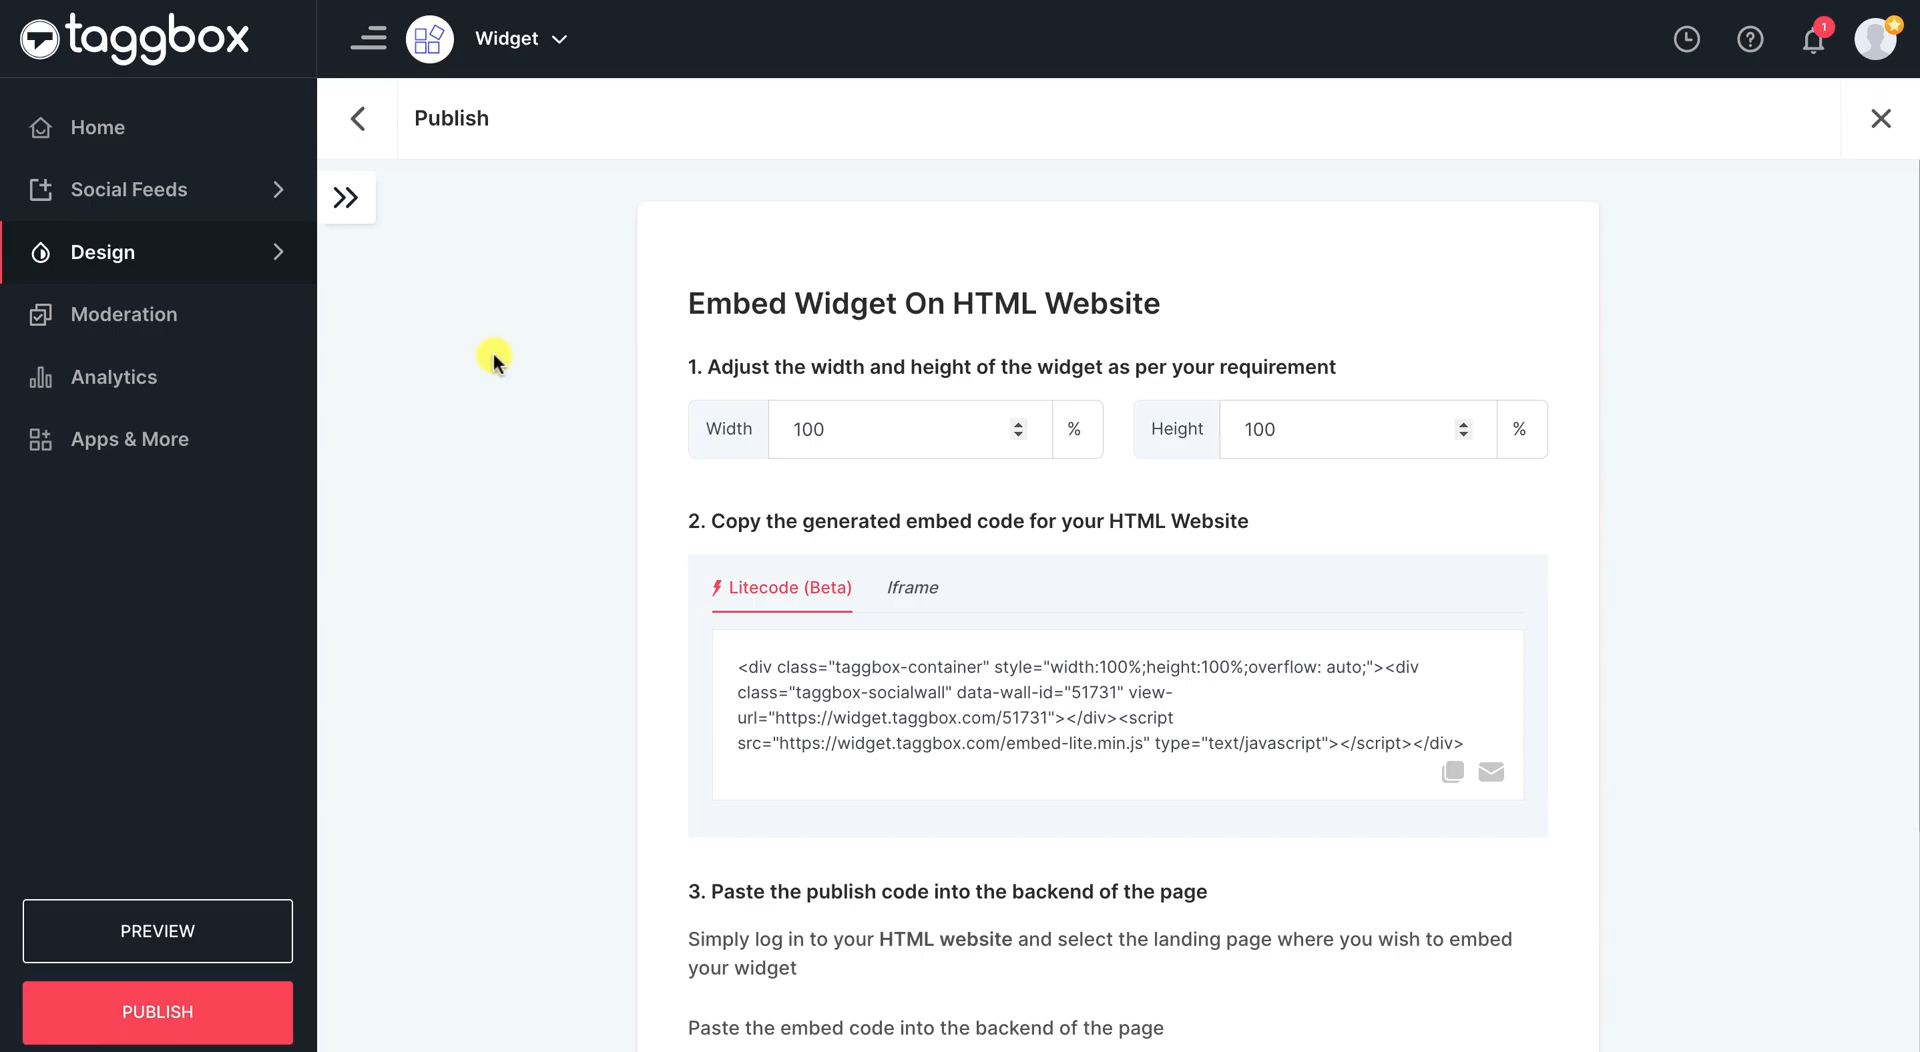 taggbox
Widget
1
Home
Social Feeds
Design
Moderation
Analytics
Apps & More
PREVIEW
PUBLISH
Publish
Embed Widget On HTML Website
1. Adjust the width and height of the widget as per your requirement
Width 100 % Height 100 %
2. Copy the generated embed code for your HTML Website
Litecode (Beta) Iframe
<div class="taggbox-container" style="width:100%;height:100%;overflow: auto;"><div
class="taggbox-socialwall" data-wall-id="51731" view-
url="https://widget.taggbox.com/51731"></div><script
src="https://widget.taggbox.com/embed-lite.min.js" type="text/javascript"></script></div>
3. Paste the publish code into the backend of the page
Simply log in to your HTML website and select the landing page where you wish to embed
your widget
Paste the embed code into the backend of the page